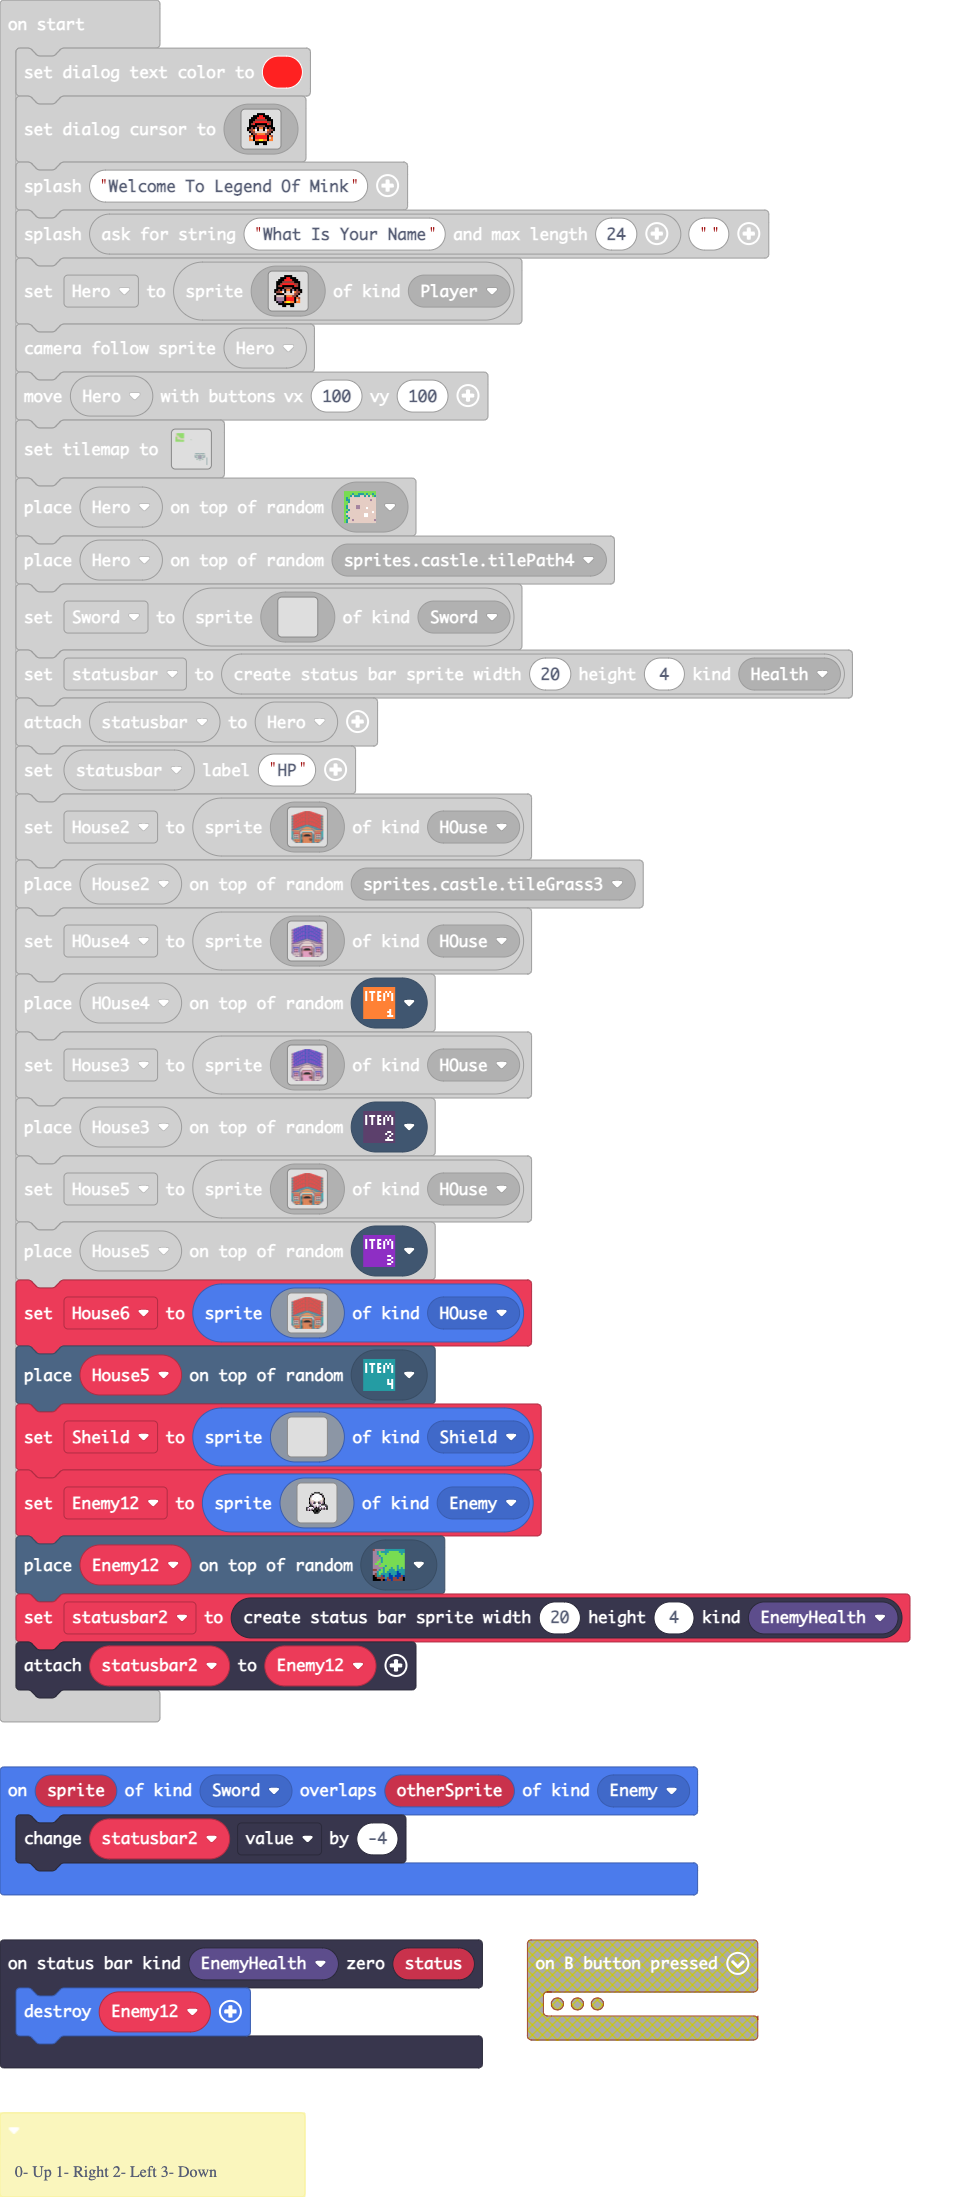 on start
set dialog text color to
set dialog cursor to
splash "Welcome To Legend Of Mink"
splash ask for string "What Is Your Name" and max length 24 " "
set Hero to sprite of kind Player
camera follow sprite Hero
move Hero with buttons vx 100 vy 100
set tilemap to
place Hero on top of random
place Hero on top of random sprites.castle.tilePath4
set Sword to sprite of kind Sword
set statusbar to create status bar sprite width 20 height 4 kind Health
attach statusbar to Hero
set statusbar label "HP"
set House2 to sprite of kind HOuse
place House2 on top of random sprites.castle.tileGrass3
set HOuse4 to sprite of kind HOuse
place HOuse4 on top of random ITEM 1
set House3 to sprite of kind HOuse
place House3 on top of random ITEM 2
set House5 to sprite of kind HOuse
place House5 on top of random ITEM 3
set House6 to sprite of kind HOuse
place House5 on top of random ITEM 4
set Sheild to sprite of kind Shield
set Enemy12 to sprite of kind Enemy
place Enemy12 on top of random
set statusbar2 to create status bar sprite width 20 height 4 kind EnemyHealth
attach statusbar2 to Enemy12
on sprite of kind Sword overlaps otherSprite of kind Enemy
change statusbar2 value by -4
on status bar kind EnemyHealth zero status
destroy Enemy12
on B button pressed
0- Up 1- Right 2- Left 3- Down